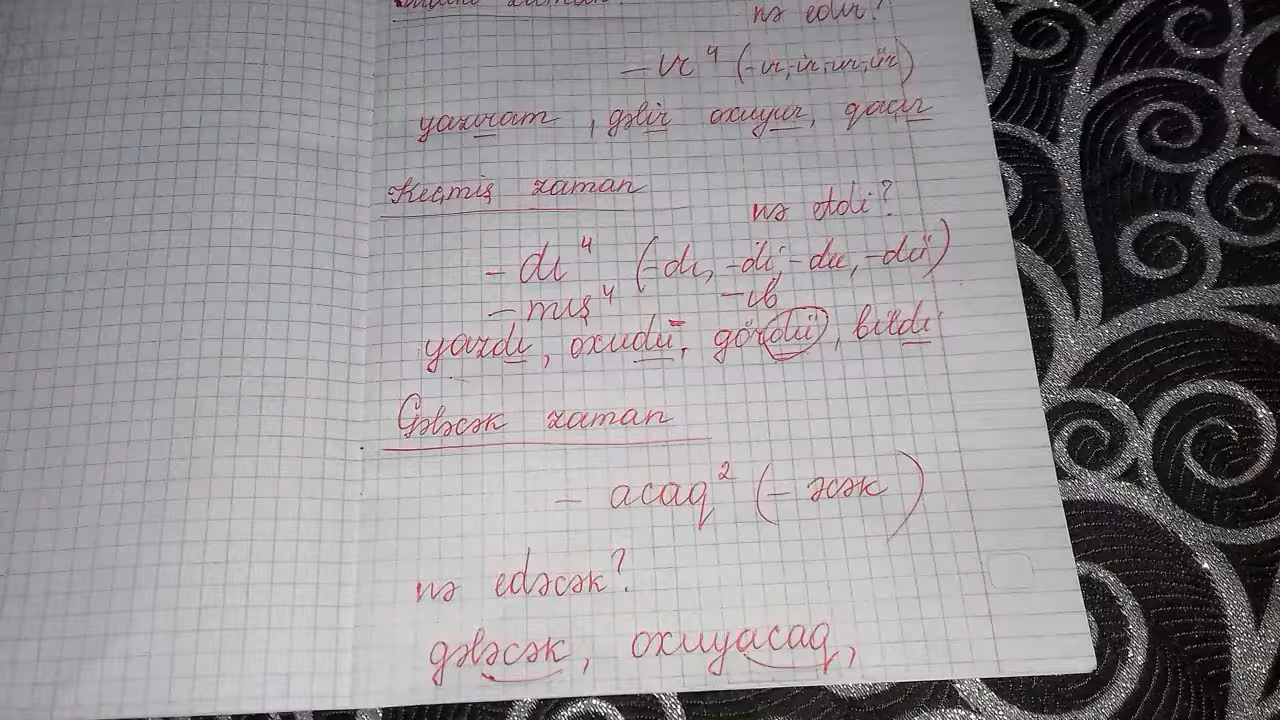 zaman
nə edir?
-ır⁴ (-ır, -ir, -ur, -ür)
yazıram, gəlir oxuyur, qaçır
Keçmiş zaman
nə etdi?
-dı⁴ (-dı, -di, -du, -dü)
-mış⁴ -ıb
yazdı, oxudu, gördü, bildi
Gələcək zaman
- acaq² (- əcək)
nə edəcək?
gələcək, oxuyacaq,